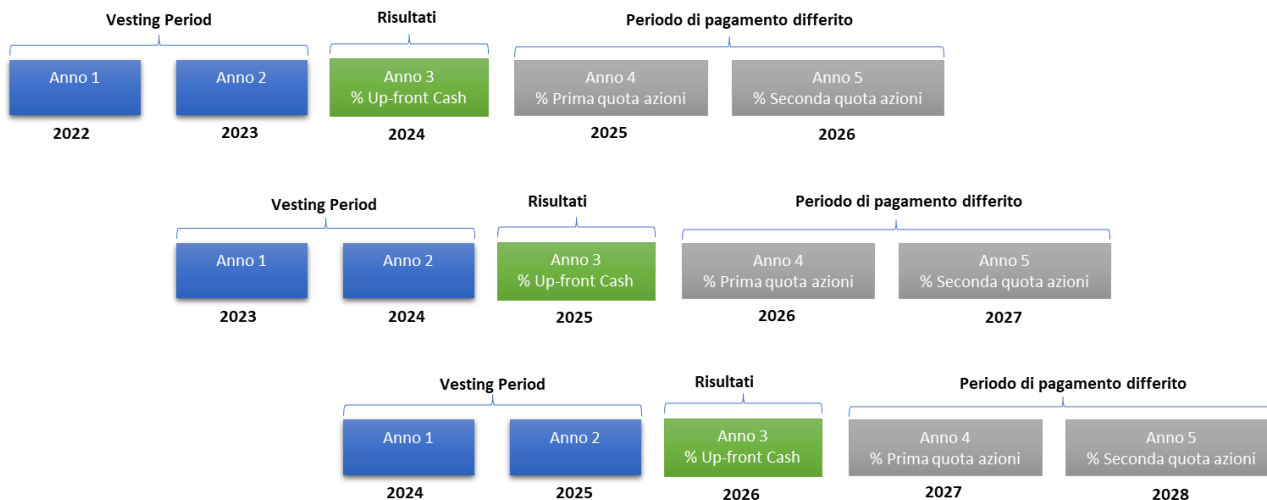 Vesting Period
Risultati
Periodo di pagamento differito
Anno 1
Anno 2
Anno 3
% Up-front Cash
Anno 4
% Prima quota azioni
Anno 5
% Seconda quota azioni
2022
2023
2024
2025
2026
Vesting Period
Risultati
Periodo di pagamento differito
Anno 1
Anno 2
Anno 3
% Up-front Cash
Anno 4
% Prima quota azioni
Anno 5
% Seconda quota azioni
2023
2024
2025
2026
2027
Vesting Period
Risultati
Periodo di pagamento differito
Anno 1
Anno 2
Anno 3
% Up-front Cash
Anno 4
% Prima quota azioni
Anno 5
% Seconda quota azioni
2024
2025
2026
2027
2028